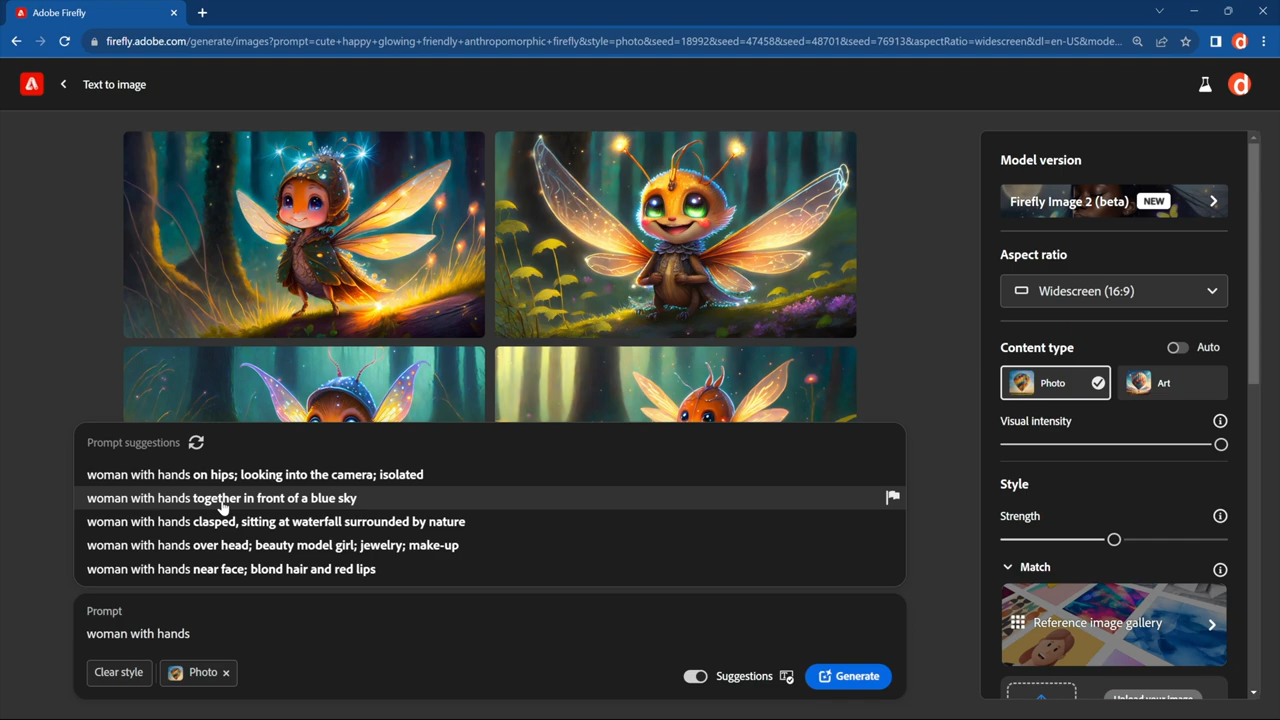 Adobe Firefly
firefly.adobe.com/generate/images?prompt=cute+happy+glowing+friendly+anthropomorphic+firefly&style=photo&seed=18992&seed=47458&seed=48701&seed=76913&aspectRatio=widescreen&dl=en-US&mode...
d
Text to image
d
Model version
Firefly Image 2 (beta) NEW
Aspect ratio
Widescreen (16:9)
Content type Auto
Photo Art
Visual intensity
Style
Strength
Match
Reference image gallery
Prompt suggestions
woman with hands on hips; looking into the camera; isolated
woman with hands together in front of a blue sky
woman with hands clasped, sitting at waterfall surrounded by nature
woman with hands over head; beauty model girl; jewelry; make-up
woman with hands near face; blond hair and red lips
Prompt
woman with hands
Clear style Photo
Suggestions Generate
Upload your image